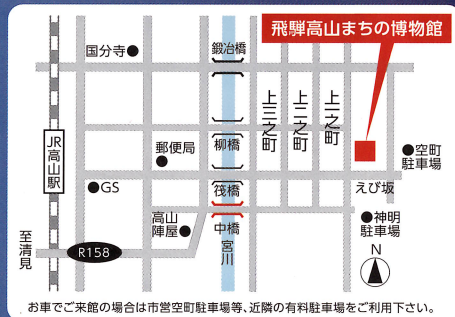 飛騨高山まちの博物館
国分寺
鍛冶橋
上三之町
上二之町
上一之町
JR高山駅
郵便局
柳橋
空町
駐車場
GS
筏橋
えび坂
高山
陣屋
中橋
神明
駐車場
至清見
R158
宮川
N
お車でご来館の場合は市営空町駐車場等、近隣の有料駐車場をご利用下さい。